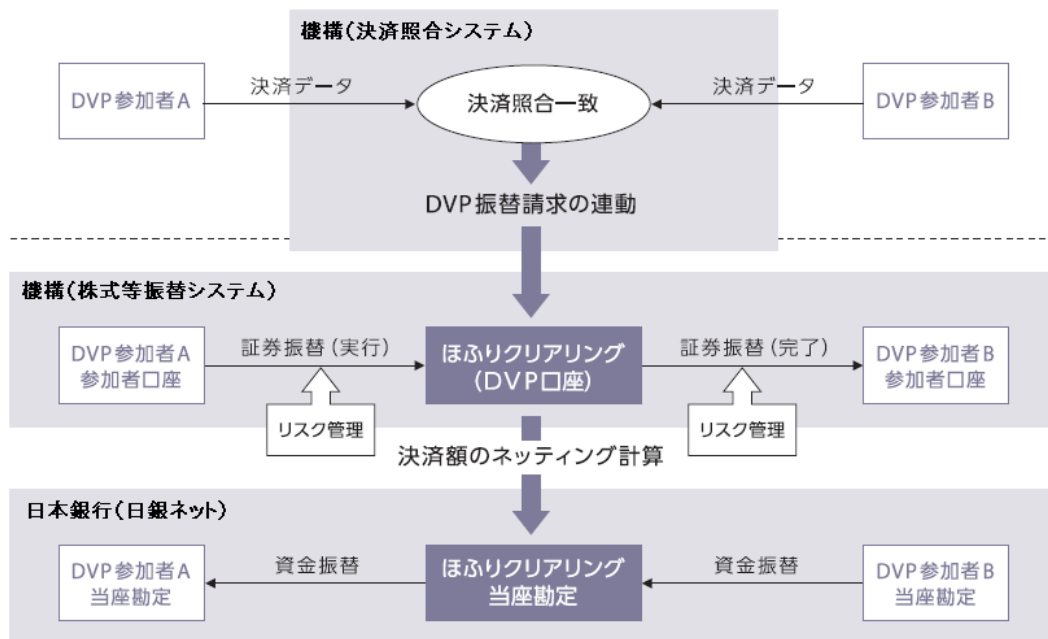 機構(決済照合システム)
DVP参加者A
決済データ
決済照合一致
決済データ
DVP参加者B
DVP振替請求の連動
機構(株式等振替システム)
DVP参加者A
参加者口座
証券振替(実行)
リスク管理
ほふりクリアリング
(DVP口座)
証券振替(完了)
リスク管理
DVP参加者B
参加者口座
決済額のネッティング計算
日本銀行(日銀ネット)
DVP参加者A
当座勘定
資金振替
ほふりクリアリング
当座勘定
資金振替
DVP参加者B
当座勘定